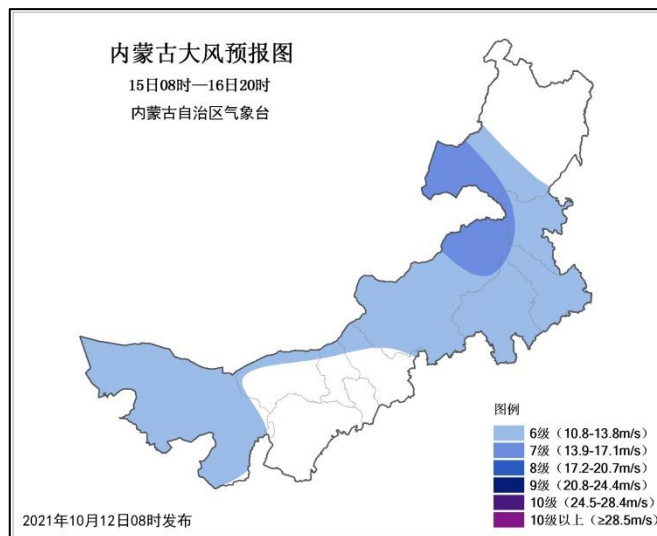 内蒙古大风预报图
15日08时—16日20时
内蒙古自治区气象台
图例
6级（10.8-13.8m/s）
7级（13.9-17.1m/s）
8级（17.2-20.7m/s）
9级（20.8-24.4m/s）
10级（24.5-28.4m/s）
10级以上（≥28.5m/s）
2021年10月12日08时发布